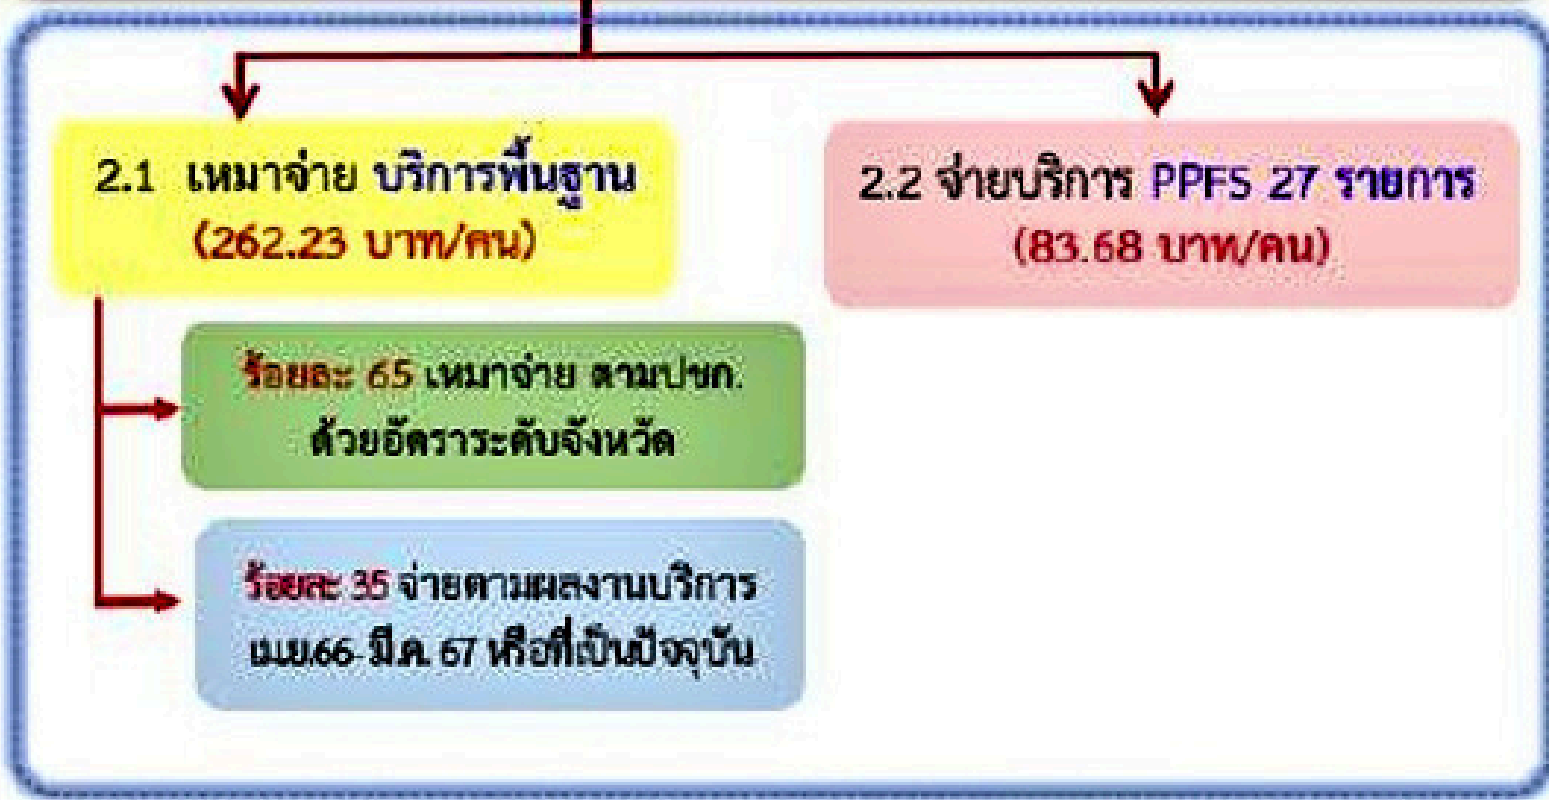 2.1 เหมาจ่าย บริการพื้นฐาน
(262.23 บาท/คน)
2.2 จ่ายบริการ PPFS 27 รายการ
(83.68 บาท/คน)
ร้อยละ 65 เหมาจ่าย ตามปชก.
ด้วยอัตราระดับจังหวัด
ร้อยละ 35 จ่ายตามผลงานบริการ
เม.ย.66- มี.ค. 67 หรือที่เป็นปัจจุบัน